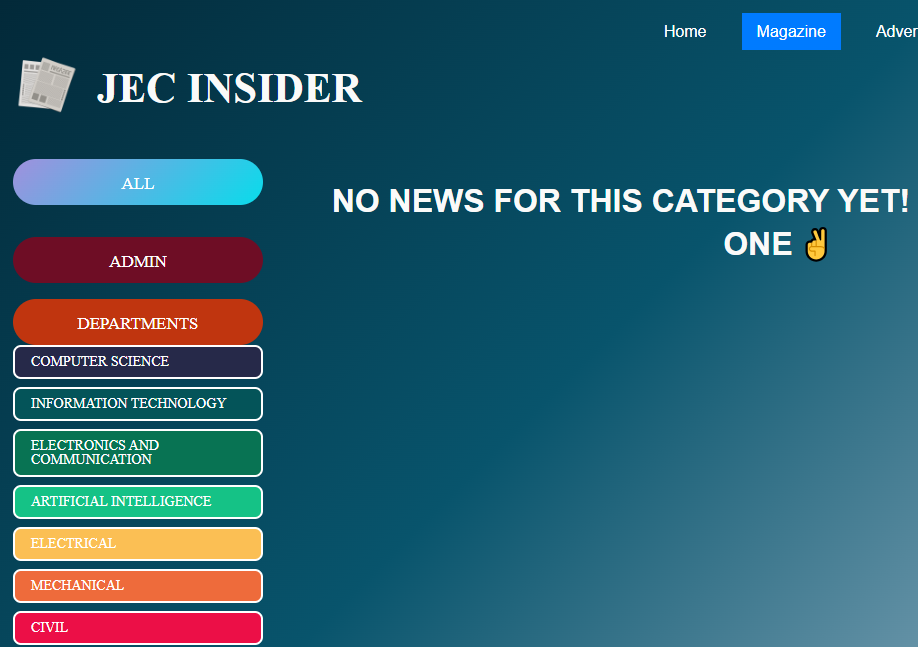 Home Magazine Adver
JEC INSIDER
ALL
ADMIN
DEPARTMENTS
COMPUTER SCIENCE
INFORMATION TECHNOLOGY
ELECTRONICS AND
COMMUNICATION
ARTIFICIAL INTELLIGENCE
ELECTRICAL
MECHANICAL
CIVIL
NO NEWS FOR THIS CATEGORY YET!
ONE ✌